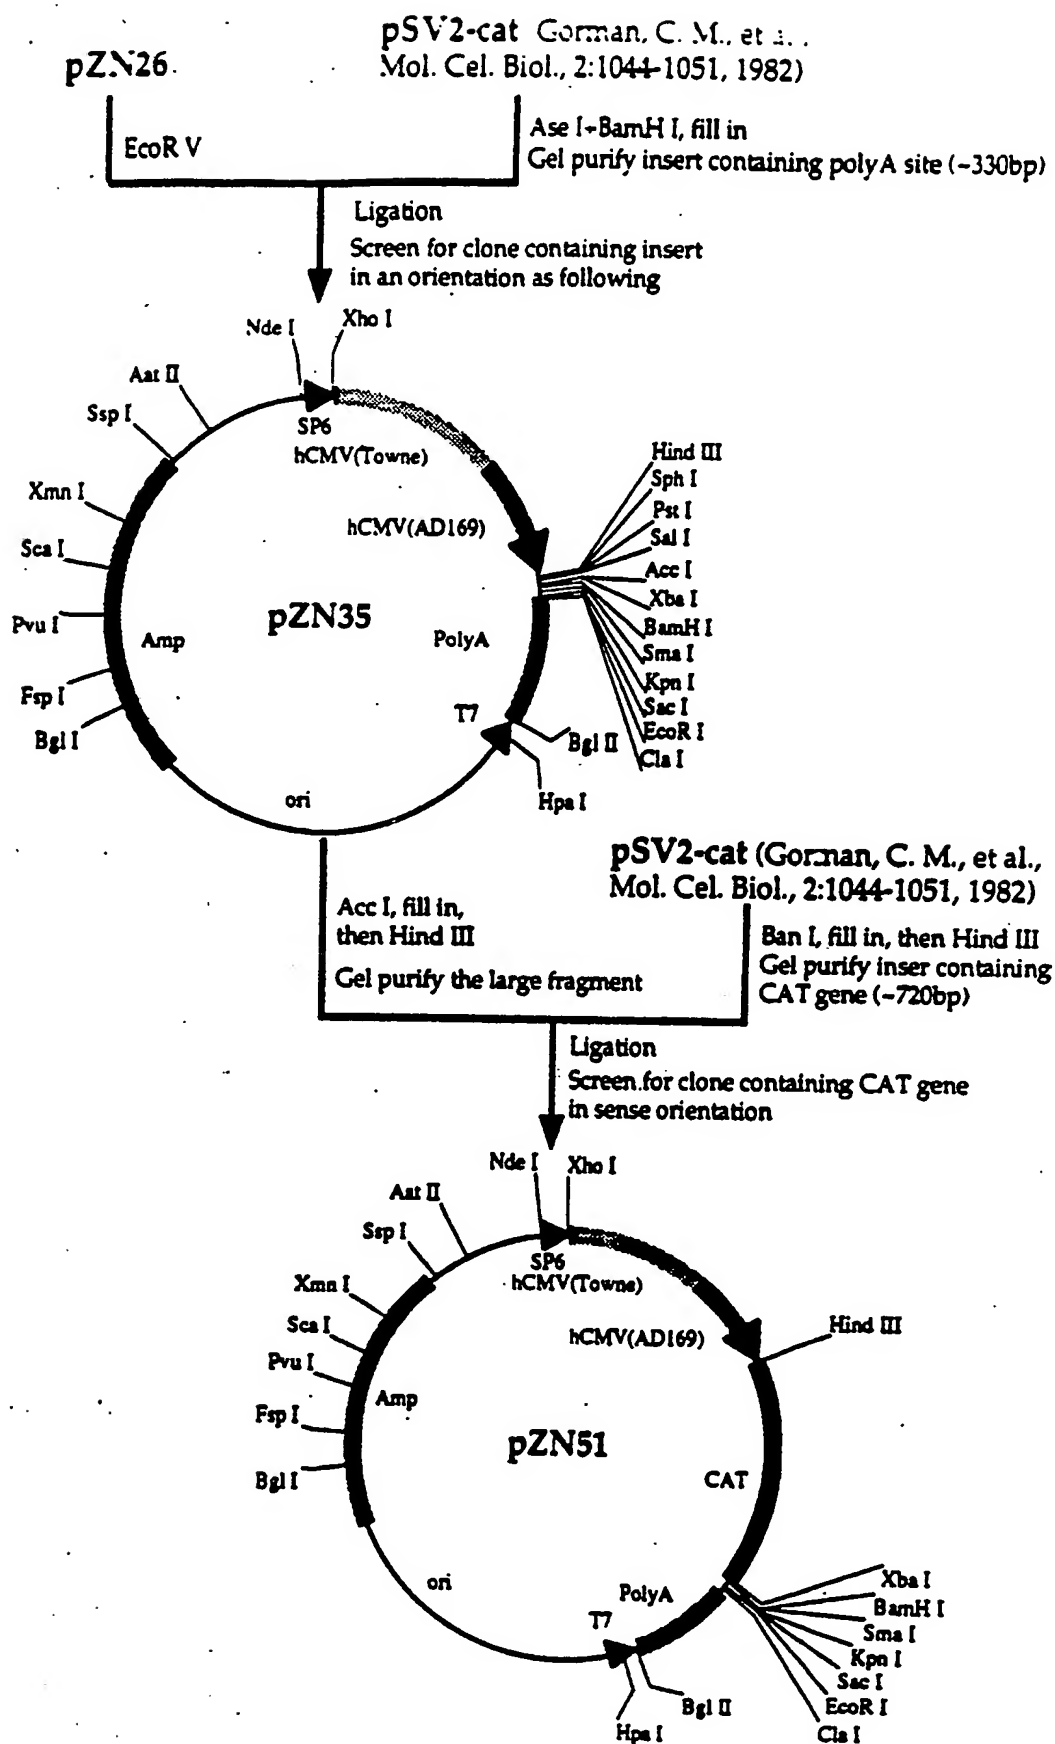 pZN26
pSV2-cat Gorman, C. M., et
Mol. Cel. Biol., 2:1044-1051, 1982)
EcoR V
Ase I+BamH I, fill in
Gel purify insert containing polyA site (~330bp)
Ligation
Screen for clone containing insert
in an orientation as following
Nde I
Xho I
Aat II
Ssp I
SP6
hCMV(Towne)
Hind III
Sph I
Xmn I
Pst I
hCMV(AD169)
Sal I
Sca I
Acc I
Xba I
Pvu I
pZN35
BamH I
Amp
PolyA
Sma I
Kpn I
Fsp I
Sac I
T7
EcoR I
Bgl I
Bgl II
Cla I
ori
Hpa I
pSV2-cat (Gorman, C. M., et al.,
Mol. Cel. Biol., 2:1044-1051, 1982)
Acc I, fill in,
then Hind III
Gel purify the large fragment
Ban I, fill in, then Hind III
Gel purify inser containing
CAT gene (~720bp)
Ligation
Screen for clone containing CAT gene
in sense orientation
Nde I
Xho I
Aat II
Ssp I
SP6
hCMV(Towne)
Xmn I
Sca I
hCMV(AD169)
Hind III
Pvu I
Amp
Fsp I
pZN51
Bgl I
CAT
ori
PolyA
Xba I
BamH I
T7
Sma I
Kpn I
Sac I
Bgl II
EcoR I
Hpa I
Cla I